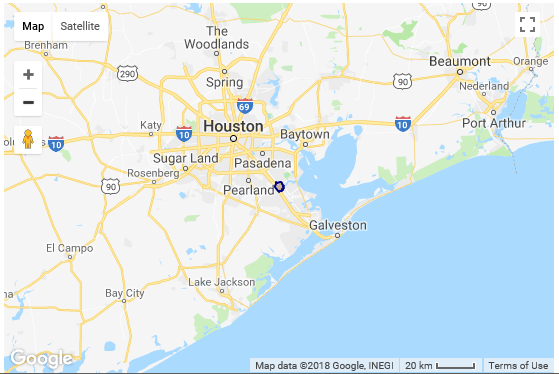 Map Satellite
Brenham
The
Woodlands
90
Beaumont
Orange
290
Spring
90
Nederland
69
Port Arthur
Katy
10
Houston
Baytown
10
10
Sugar Land
Pasadena
Rosenberg
90
Pearland
Galveston
El Campo
Lake Jackson
Bay City
Google
Map data ©2018 Google, INEGI 20 km Terms of Use